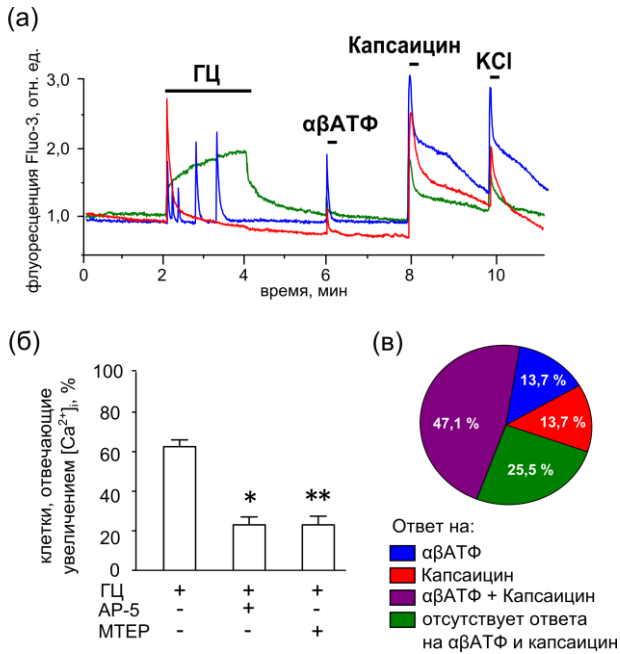 (а)
флуоресценция Fluo-3, отн. ед.
3,0
2,0
1,0
ГЦ
αβАТФ
Капсаицин
KCl
0
2
4
6
8
10
время, мин
(б)
клетки, отвечающие
увеличением [Ca²⁺]ᵢ, %
100
80
60
40
20
0
*
**
ГЦ + + +
AP-5 - + -
MTEP - - +
(в)
13,7 %
47,1 %
13,7 %
25,5 %
Ответ на:
αβАТФ
Капсаицин
αβАТФ + Капсаицин
отсутствует ответа
на αβАТФ и капсаицин